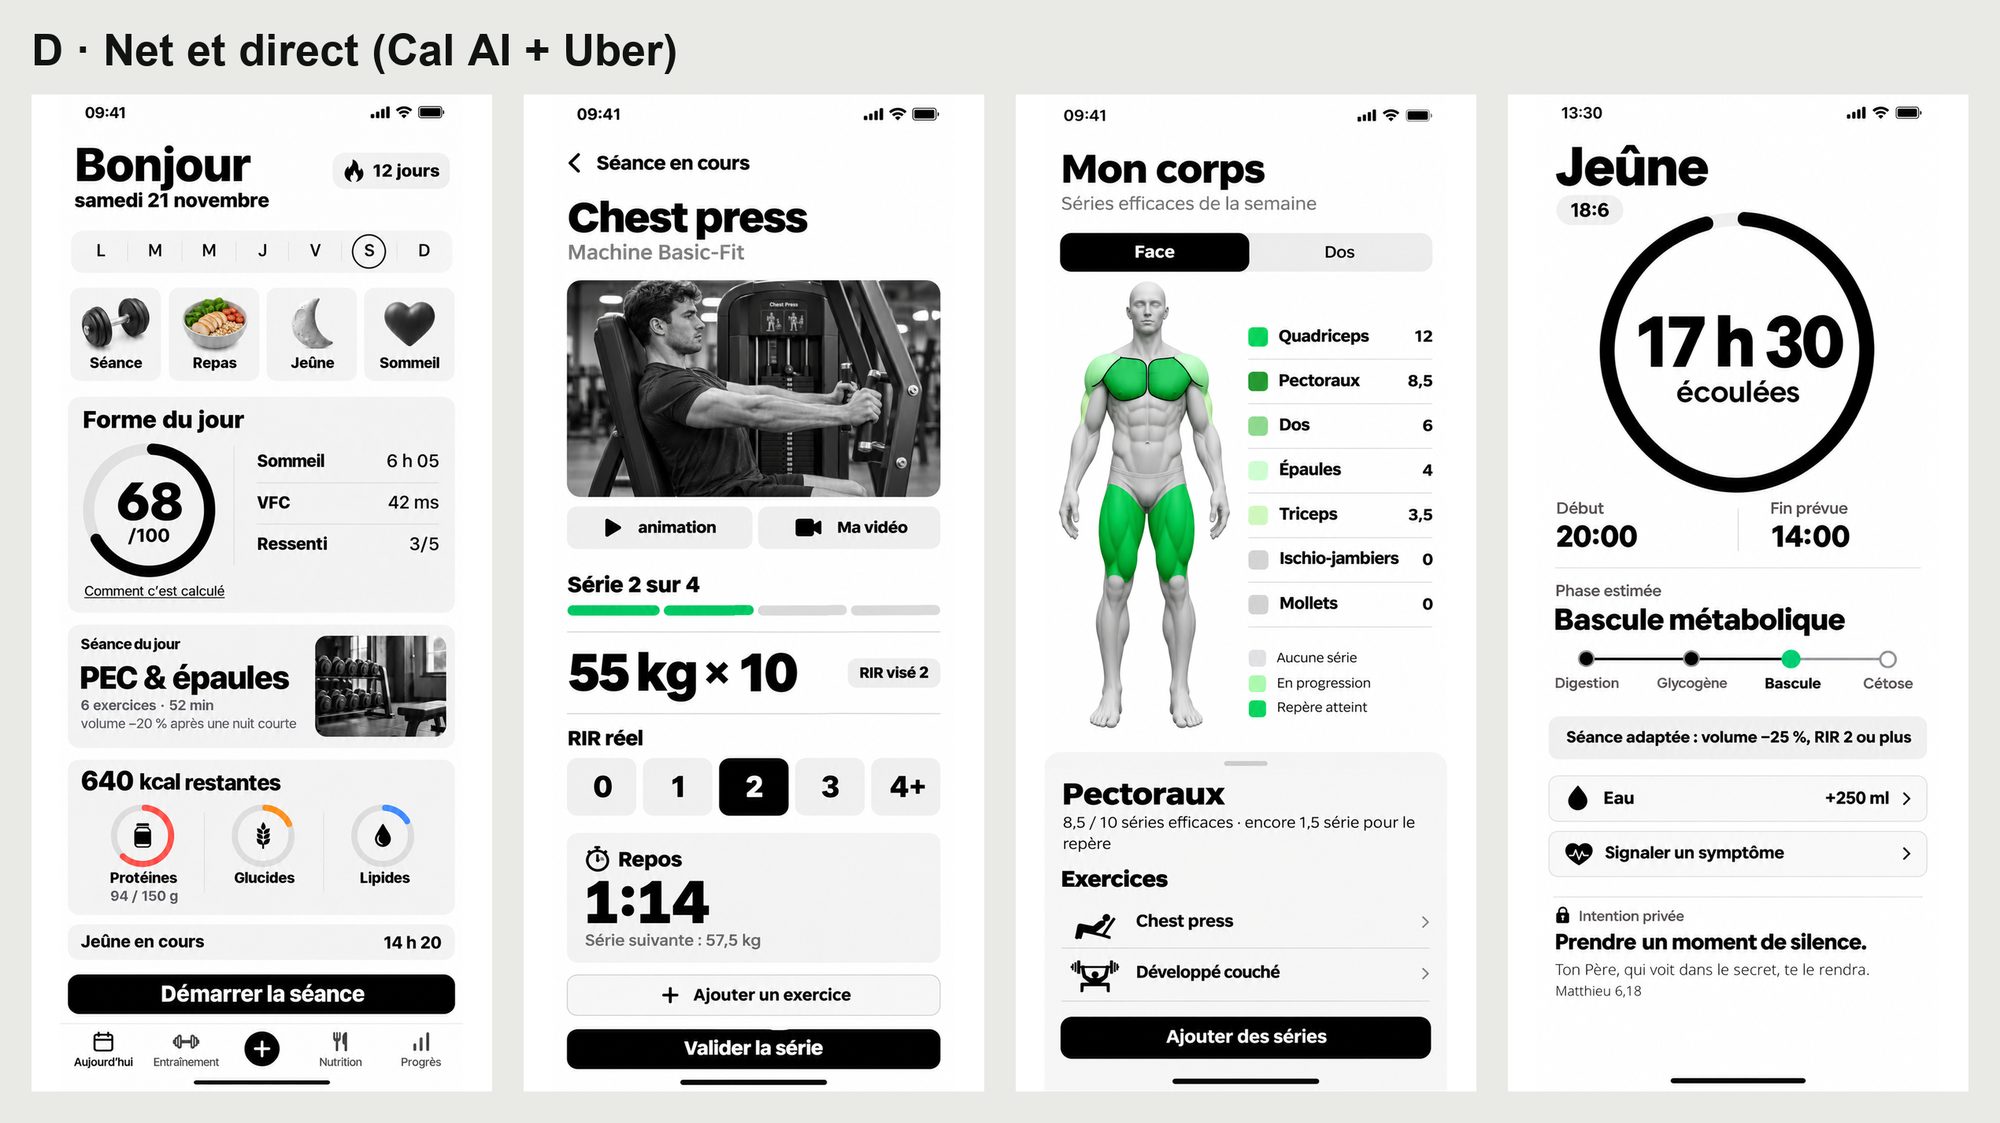 D · Net et direct (Cal AI + Uber)
09:41
Bonjour
samedi 21 novembre
12 jours
L M M J V S D
Séance
Repas
Jeûne
Sommeil
Forme du jour
68
/100
Sommeil 6 h 05
VFC 42 ms
Ressenti 3/5
Comment c'est calculé
Séance du jour
PEC & épaules
6 exercices · 52 min
volume −20 % après une nuit courte
640 kcal restantes
Protéines
94 / 150 g
Glucides
Lipides
Jeûne en cours 14 h 20
Démarrer la séance
Aujourd'hui
Entraînement
Nutrition
Progrès
09:41
Séance en cours
Chest press
Machine Basic-Fit
Chest Press
animation
Ma vidéo
Série 2 sur 4
55 kg × 10
RIR visé 2
RIR réel
0 1 2 3 4+
Repos
1:14
Série suivante : 57,5 kg
Ajouter un exercice
Valider la série
09:41
Mon corps
Séries efficaces de la semaine
Face Dos
Quadriceps 12
Pectoraux 8,5
Dos 6
Épaules 4
Triceps 3,5
Ischio-jambiers 0
Mollets 0
Aucune série
En progression
Repère atteint
Pectoraux
8,5 / 10 séries efficaces · encore 1,5 série pour le
repère
Exercices
Chest press
Développé couché
Ajouter des séries
13:30
Jeûne
18:6
17 h 30
écoulées
Début
20:00
Fin prévue
14:00
Phase estimée
Bascule métabolique
Digestion Glycogène Bascule Cétose
Séance adaptée : volume −25 %, RIR 2 ou plus
Eau +250 ml
Signaler un symptôme
Intention privée
Prendre un moment de silence.
Ton Père, qui voit dans le secret, te le rendra.
Matthieu 6,18